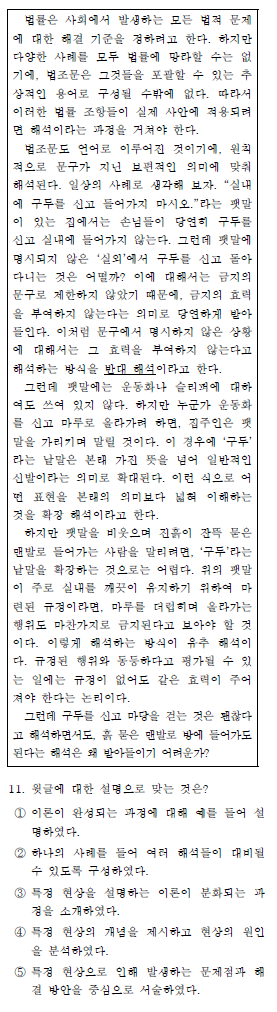 법률은 사회에서 발생하는 모든 법적 문제
에 대한 해결 기준을 정하려고 한다. 하지만
다양한 사례를 모두 법률에 망라할 수는 없
기에, 법조문은 그것들을 포괄할 수 있는 추
상적인 용어로 구성될 수밖에 없다. 따라서
이러한 법률 조항들이 실제 사안에 적용되려
면 해석이라는 과정을 거쳐야 한다.
법조문도 언어로 이루어진 것이기에, 원칙
적으로 문구가 지닌 보편적인 의미에 맞춰
해석된다. 일상의 사례로 생각해 보자. “실내
에 구두를 신고 들어가지 마시오.”라는 팻말
이 있는 집에서는 손님들이 당연히 구두를
신고 실내에 들어가지 않는다. 그런데 팻말에
명시되지 않은 ‘실외’에서 구두를 신고 돌아
다니는 것은 어떨까? 이에 대해서는 금지의
문구로 제한하지 않았기 때문에, 금지의 효력
을 부여하지 않겠다는 의미로 당연하게 받아
들인다. 이처럼 문구에서 명시하지 않은 상황
에 대해서는 그 효력을 부여하지 않는다고
해석하는 방식을 반대 해석이라고 한다.
그런데 팻말에는 운동화나 슬리퍼에 대하
여도 쓰여 있지 않다. 하지만 누군가 운동화
를 신고 마루로 올라가려 하면, 집주인은 팻
말을 가리키며 말릴 것이다. 이 경우에 ‘구두’
라는 낱말은 본래 가진 뜻을 넘어 일반적인
신발이라는 의미로 확대된다. 이런 식으로 어
떤 표현을 본래의 의미보다 넓혀 이해하는
것을 확장 해석이라고 한다.
하지만 팻말을 비웃으며 진흙이 잔뜩 묻은
맨발로 들어가는 사람을 말리려면, ‘구두’라는
낱말을 확장하는 것으로는 어렵다. 위의 팻말
이 주로 실내를 깨끗이 유지하기 위하여 마
련된 규정이라면, 마루를 더럽히며 올라가는
행위도 마찬가지로 금지된다고 보아야 할 것
이다. 이렇게 해석하는 방식이 유추 해석이
다. 규정된 행위와 동등하다고 평가될 수 있
는 일에는 규정이 없어도 같은 효력이 주어
져야 한다는 논리이다.
그런데 구두를 신고 마당을 걷는 것은 괜찮다
고 해석하면서도, 흙 묻은 맨발로 방에 들어가도
된다는 해석은 왜 받아들이기 어려운가?
11. 윗글에 대한 설명으로 맞는 것은?
① 이론이 완성되는 과정에 대해 예를 들어 설
명하였다.
② 하나의 사례를 들어 여러 해석들이 대비될
수 있도록 구성하였다.
③ 특정 현상을 설명하는 이론이 분화되는 과
정을 소개하였다.
④ 특정 현상의 개념을 제시하고 현상의 원인
을 분석하였다.
⑤ 특정 현상으로 인해 발생하는 문제점과 해
결 방안을 중심으로 서술하였다.